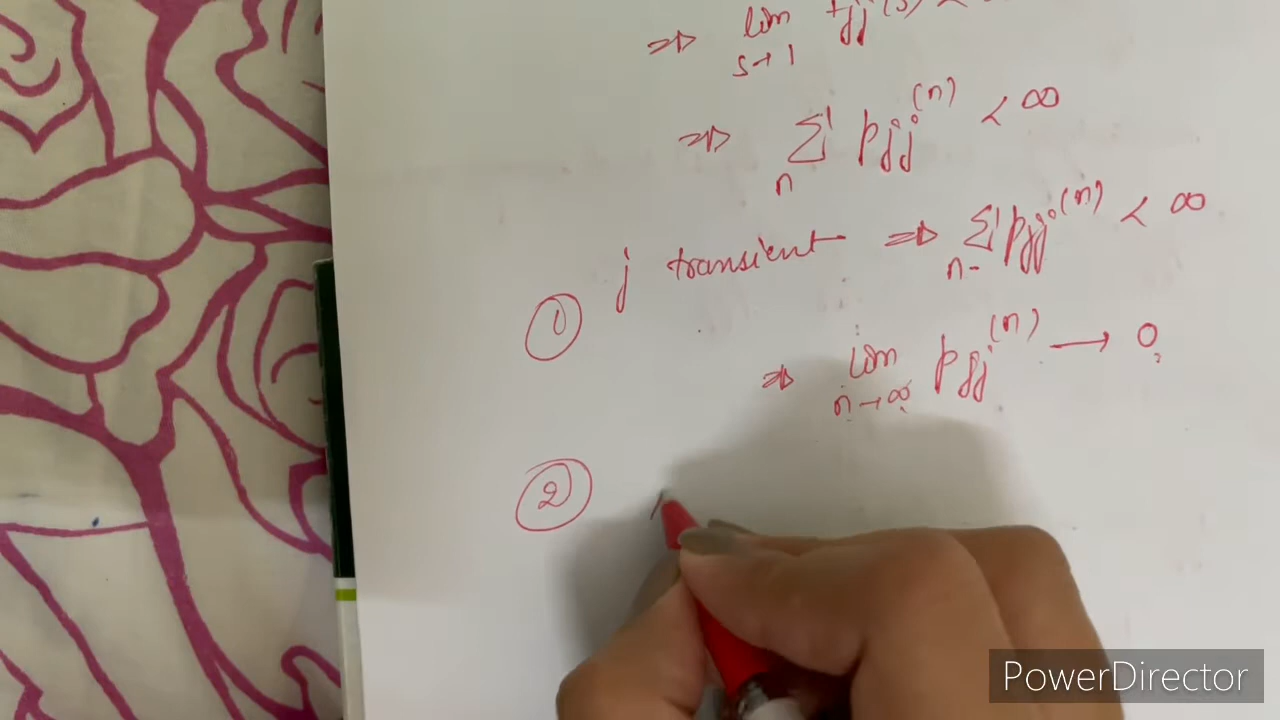 ⇒ lim s→1
⇒ ∑ n pjj^(n) < ∞
① j transient ⇒ ∑ n pjj^(n) < ∞
⇒ lim n→∞ pjj^(n) → 0
②
PowerDirector